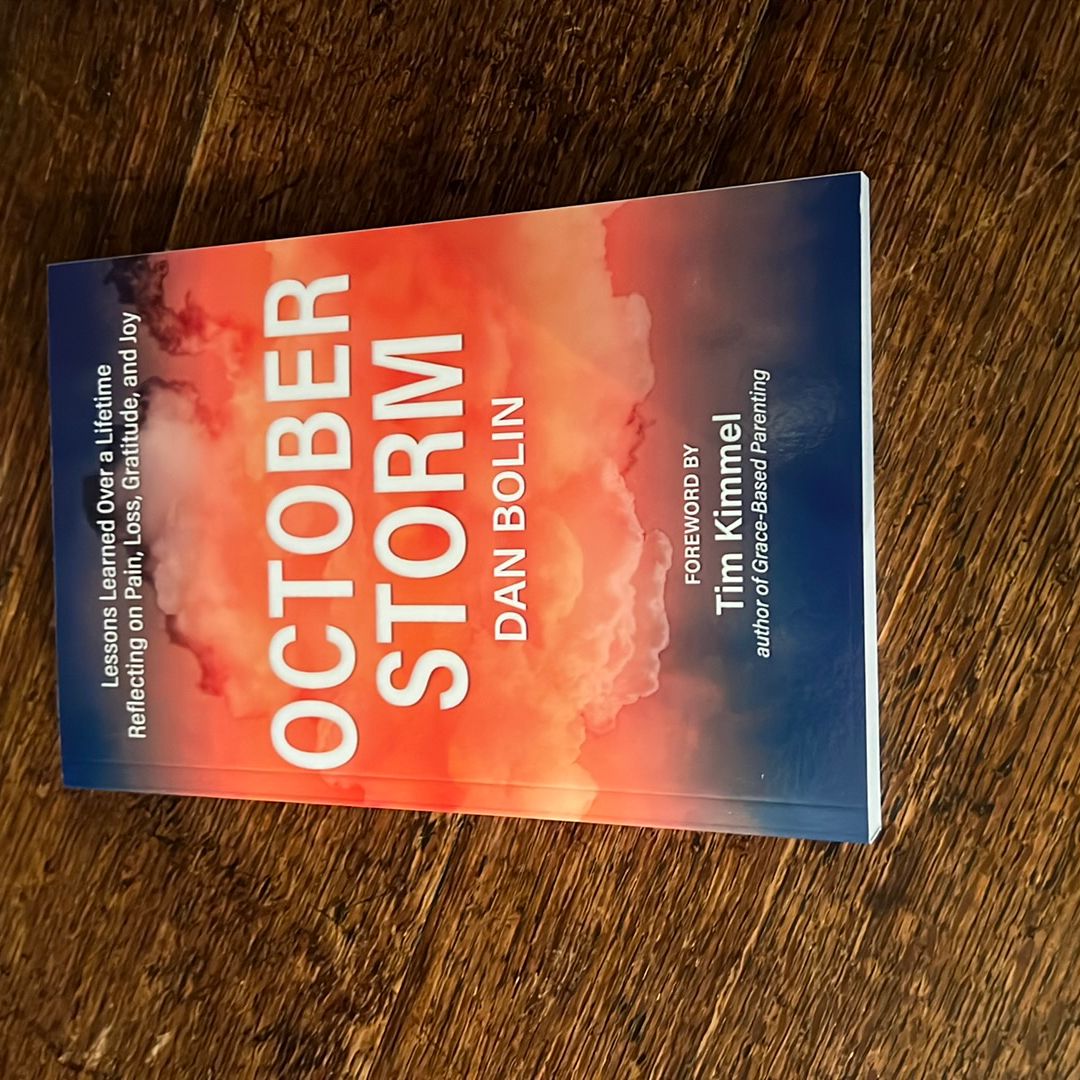 Lessons Learned Over a Lifetime
Reflecting on Pain, Loss, Gratitude, and Joy
OCTOBER
STORM
DAN BOLIN
FOREWORD BY
Tim Kimmel
author of Grace-Based Parenting